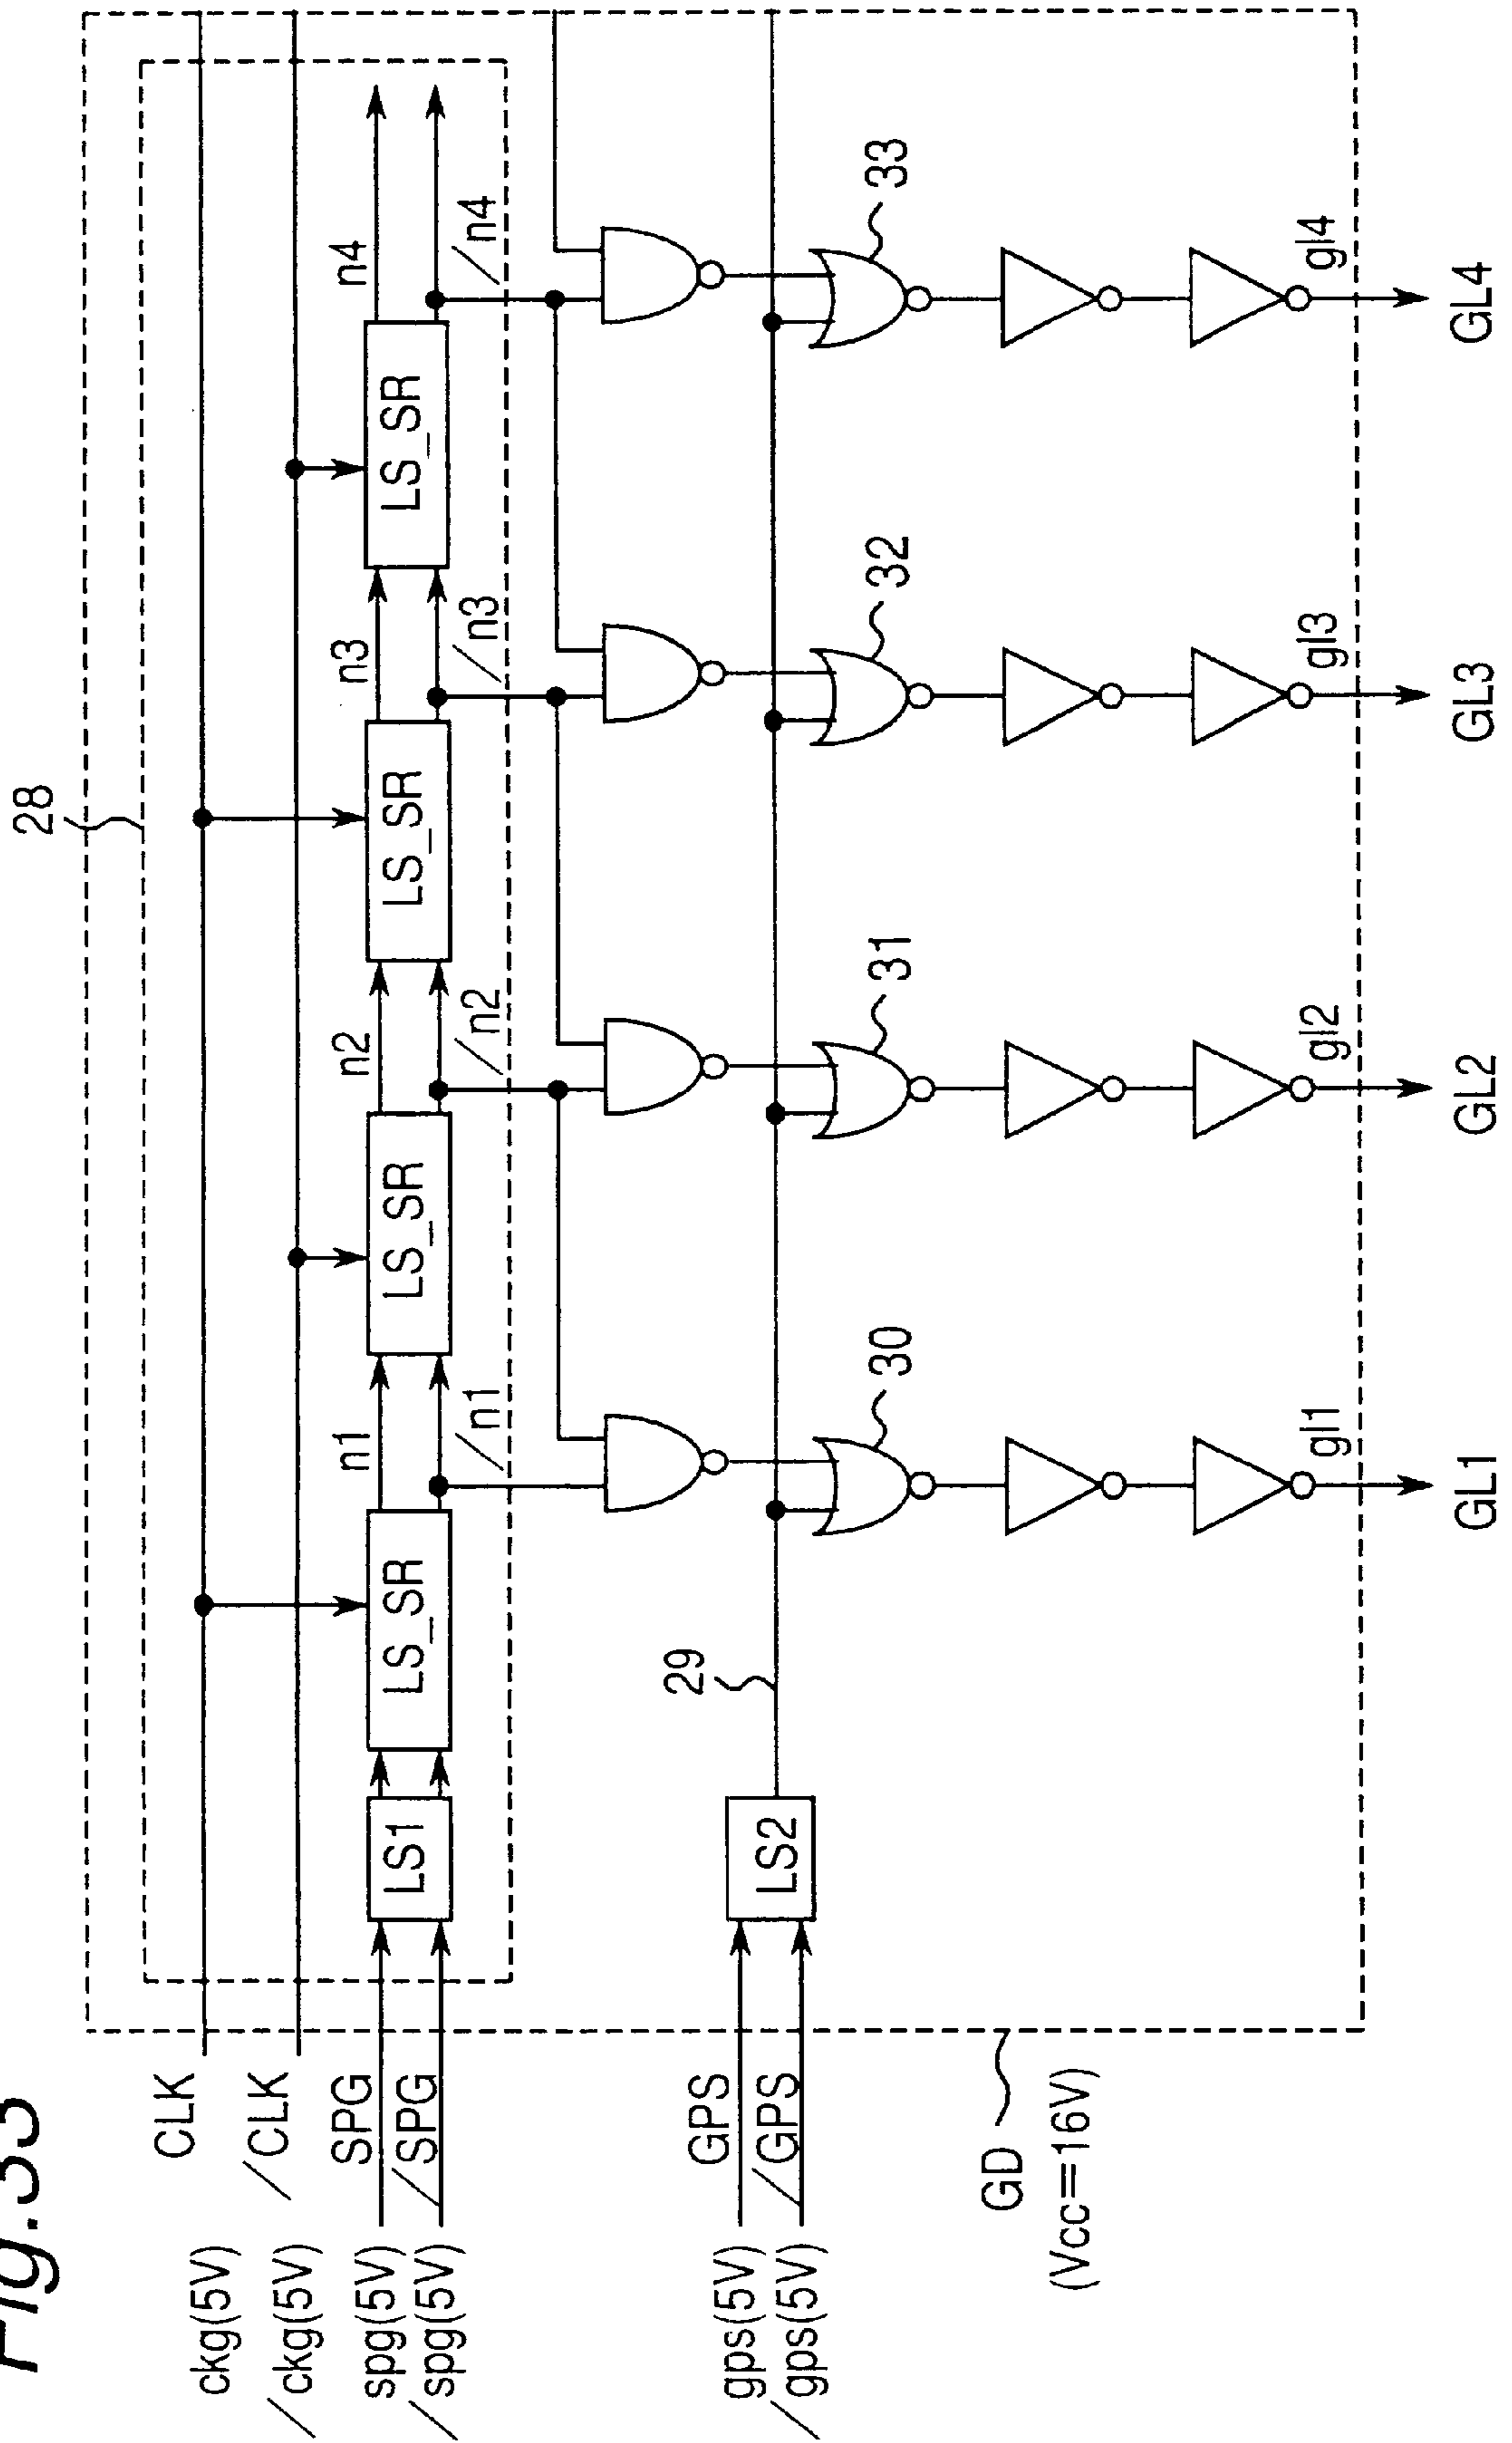 Fig.33
28
ckg(5V)
CLK
/ckg(5V)
/CLK
spg(5V)
SPG
/spg(5V)
/SPG
LS1
LS_SR
n1
/n1
LS_SR
n2
/n2
LS_SR
n3
/n3
LS_SR
n4
/n4
gps(5V)
GPS
/gps(5V)
/GPS
LS2
29
30
31
32
33
GD
(Vcc=16V)
gl1
gl2
gl3
gl4
GL1
GL2
GL3
GL4